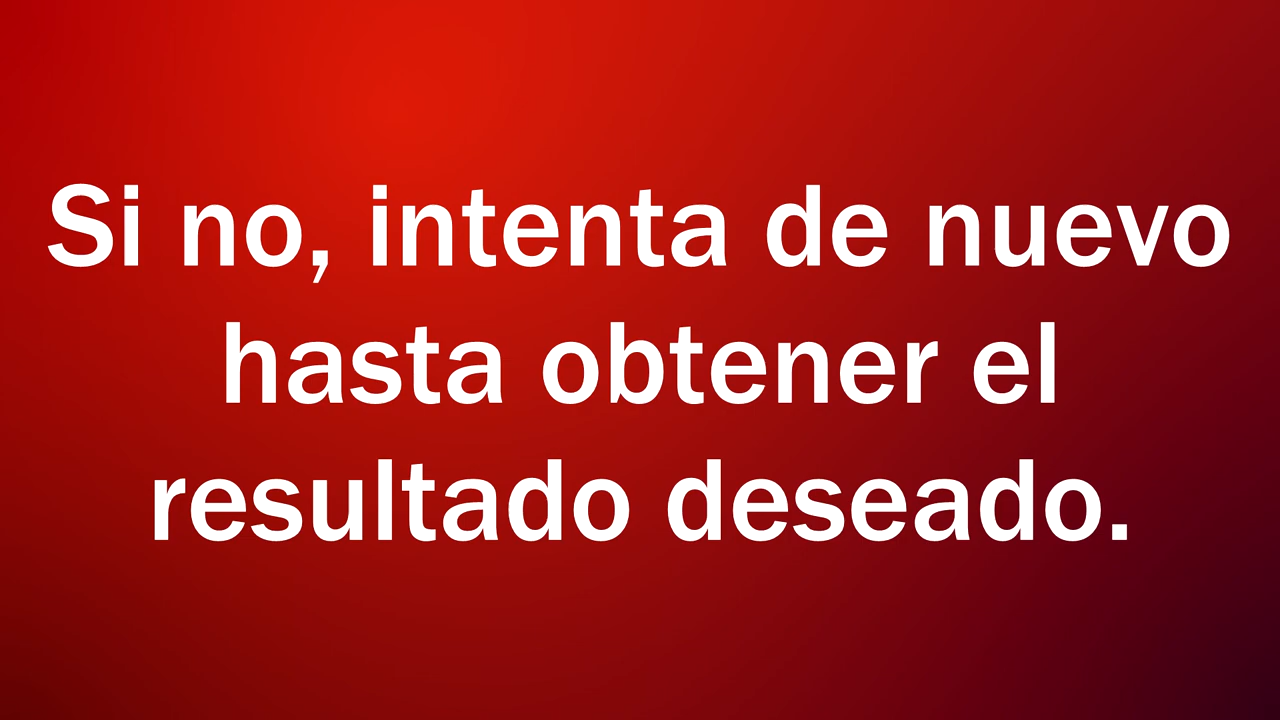 Si no, intenta de nuevo
hasta obtener el
resultado deseado.